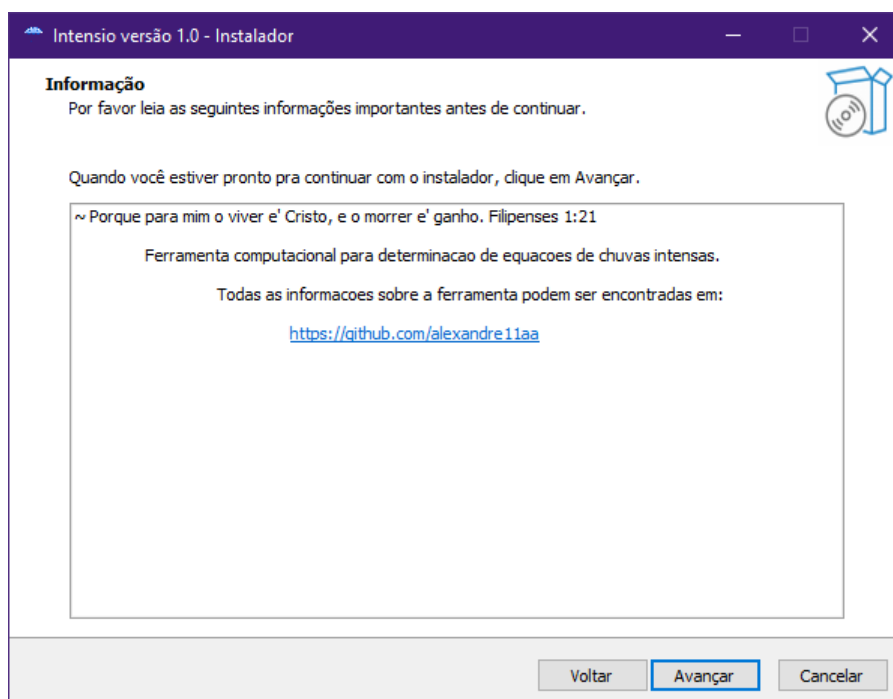 Intensio versão 1.0 - Instalador
Informação
Por favor leia as seguintes informações importantes antes de continuar.
Quando você estiver pronto pra continuar com o instalador, clique em Avançar.
~ Porque para mim o viver e' Cristo, e o morrer e' ganho. Filipenses 1:21
Ferramenta computacional para determinacao de equacoes de chuvas intensas.
Todas as informacoes sobre a ferramenta podem ser encontradas em:
https://github.com/alexandre11aa
Voltar Avançar Cancelar